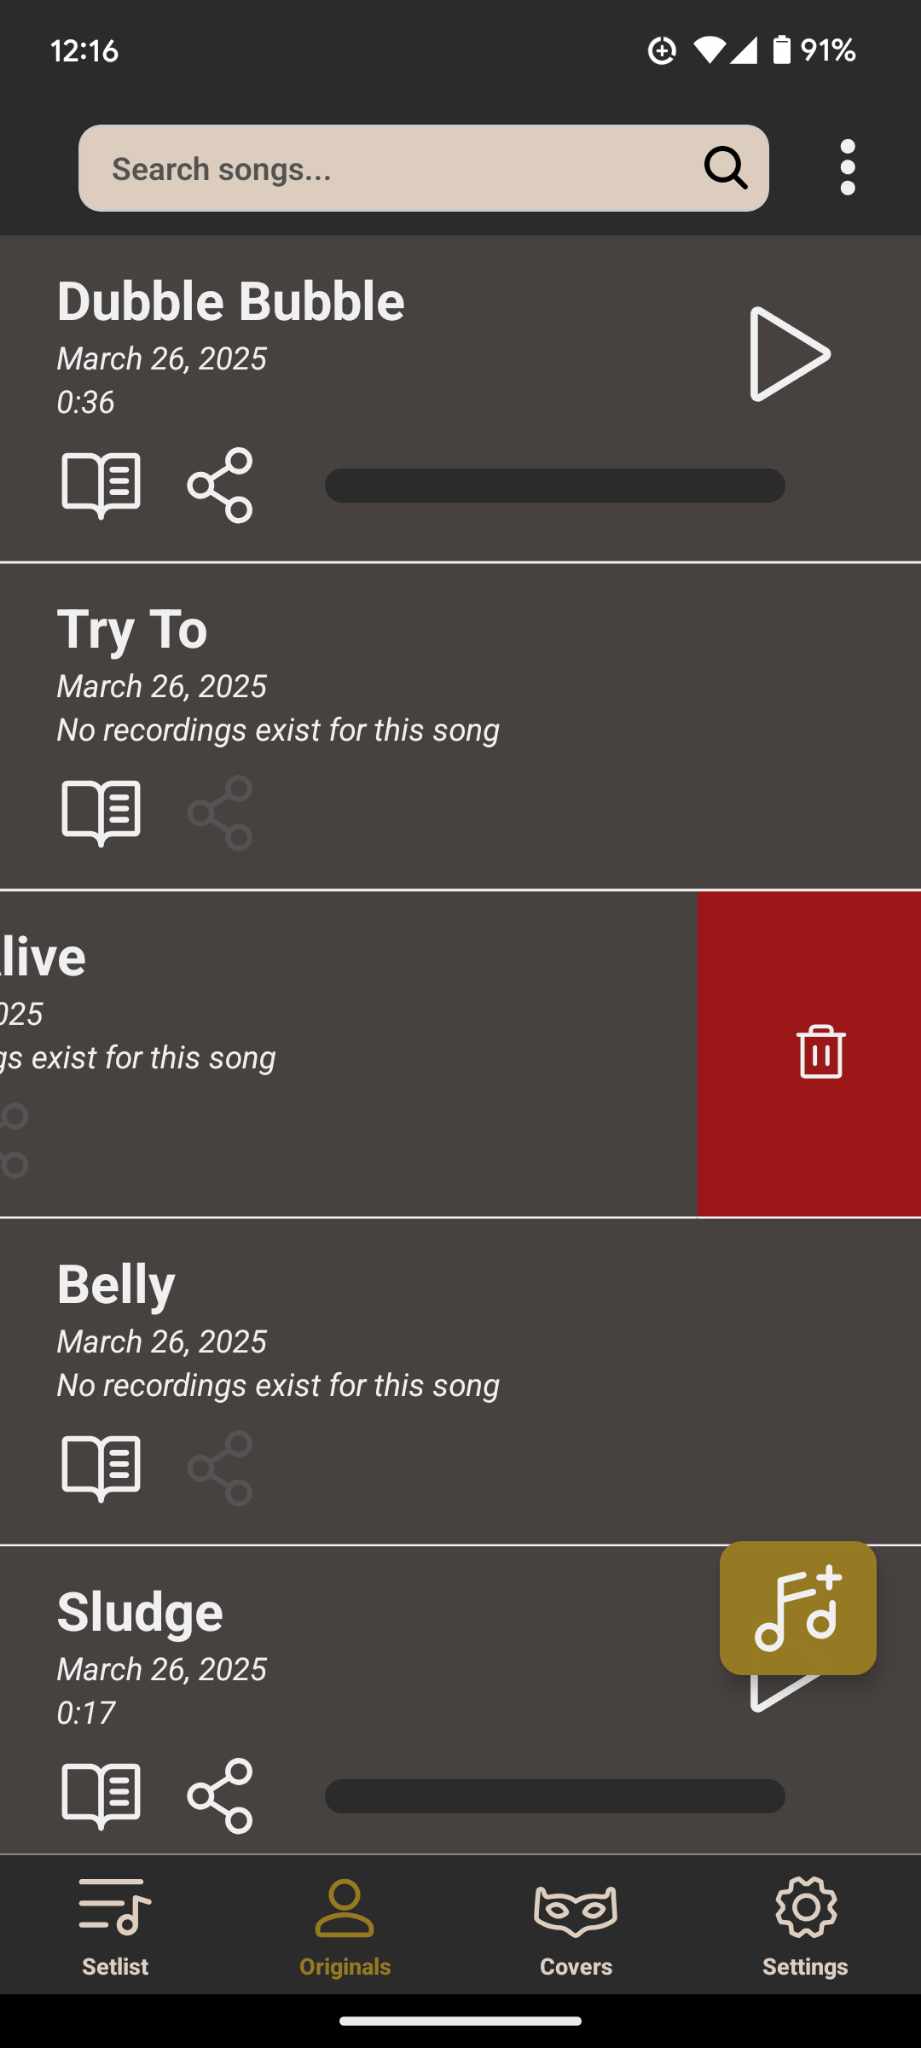 12:16
91%
Search songs...
Dubble Bubble
March 26, 2025
0:36
Try To
March 26, 2025
No recordings exist for this song
live
025
gs exist for this song
Belly
March 26, 2025
No recordings exist for this song
Sludge
March 26, 2025
0:17
Setlist
Originals
Covers
Settings